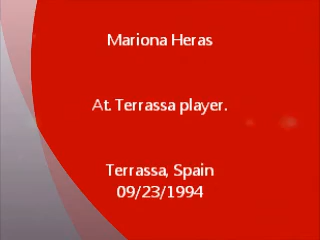 Mariona Heras
At. Terrassa player.
Terrassa, Spain
09/23/1994